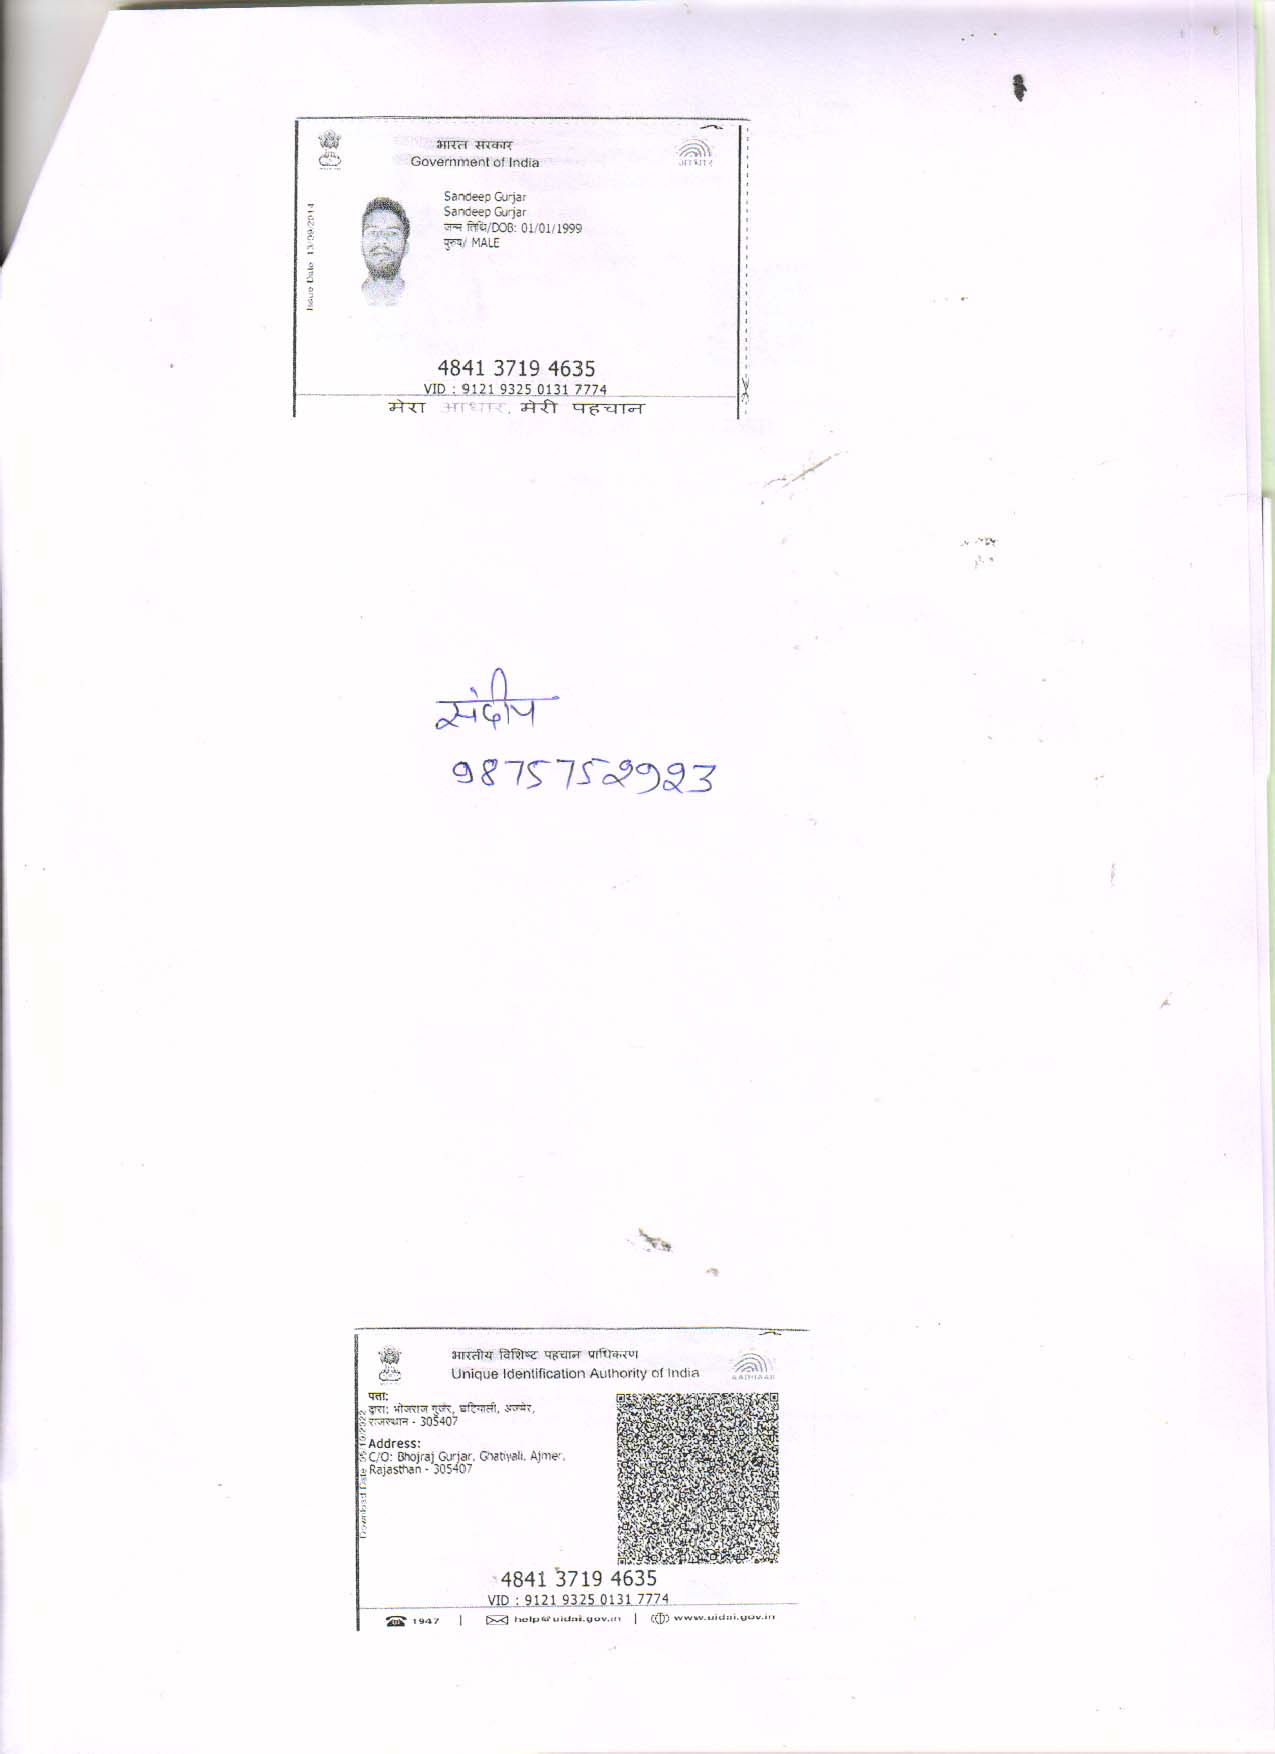 भारत सरकार
Government of India
आधार
Issue Date: 13/09/2014
Sandeep Gurjar
Sandeep Gurjar
जन्म तिथि/DOB: 01/01/1999
पुरुष/ MALE
4841 3719 4635
VID : 9121 9325 0131 7774
मेरा आधार, मेरी पहचान
संदीप
9875752923
भारतीय विशिष्ट पहचान प्राधिकरण
Unique Identification Authority of India
AADHAAR
पता:
द्वारा: भोजराज गुर्जर, घटियाली, अजमेर,
राजस्थान - 305407
Address:
C/O: Bhojraj Gurjar, Ghatiyali, Ajmer,
Rajasthan - 305407
Download Date
4841 3719 4635
VID : 9121 9325 0131 7774
1947 | help@uidai.gov.in | www.uidai.gov.in